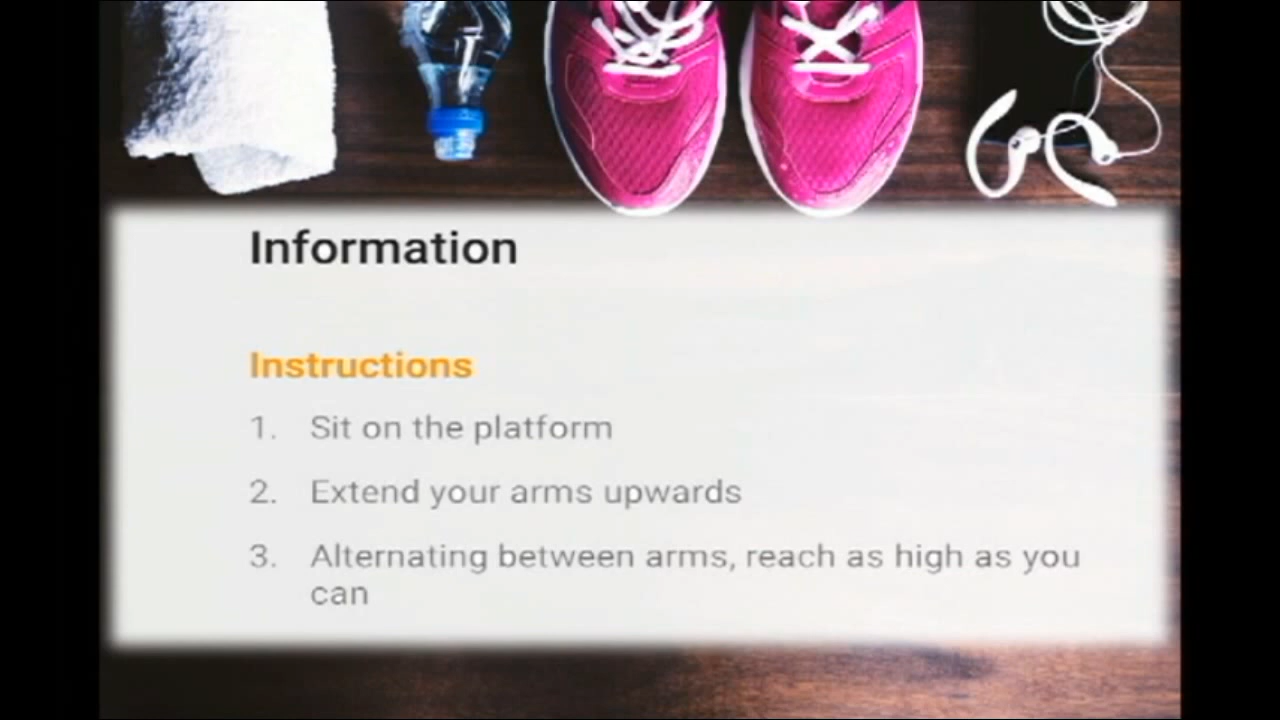 Information
Instructions
1. Sit on the platform
2. Extend your arms upwards
3. Alternating between arms, reach as high as you
can